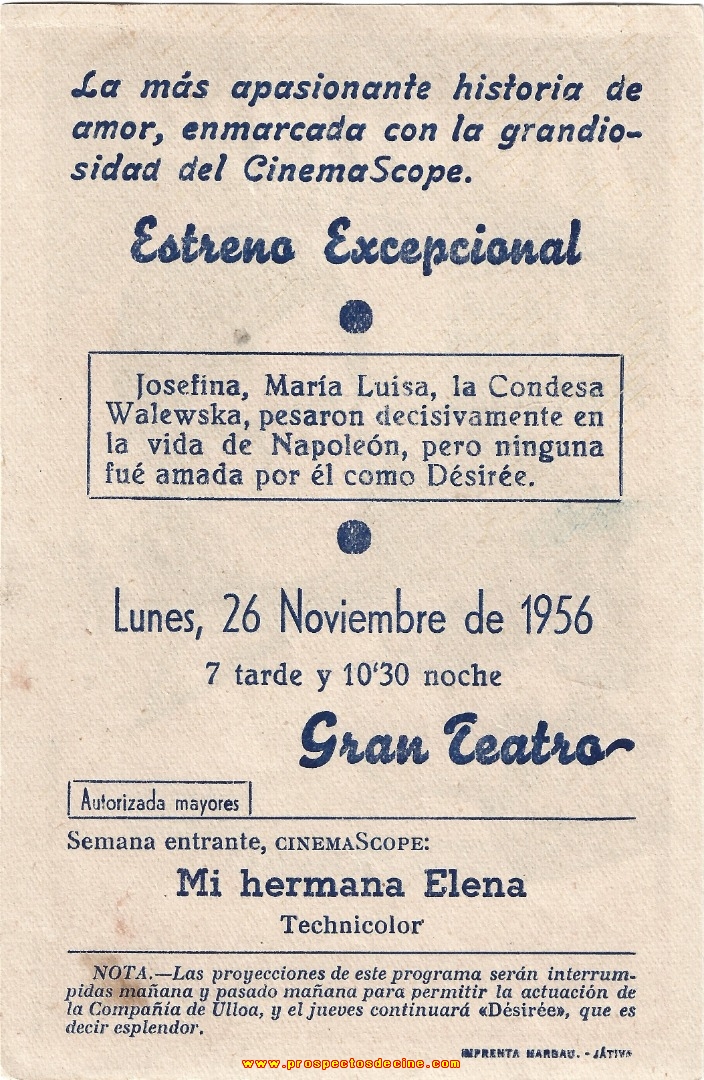 La más apasionante historia de
amor, enmarcada con la grandio-
sidad del CinemaScope.
Estreno Excepcional
Josefina, María Luisa, la Condesa
Walewska, pesaron decisivamente en
la vida de Napoleón, pero ninguna
fué amada por él como Désirée.
Lunes, 26 Noviembre de 1956
7 tarde y 10'30 noche
Gran Teatro
Autorizada mayores
Semana entrante, CINEMASCOPE:
Mi hermana Elena
Technicolor
NOTA.—Las proyecciones de este programa serán interrum-
pidas mañana y pasado mañana para permitir la actuación de
la Compañía de Ulloa, y el jueves continuará «Désirée», que es
decir esplendor.
IMPRENTA MARBAU. - JÁTIVA
www.prospectosdecine.com